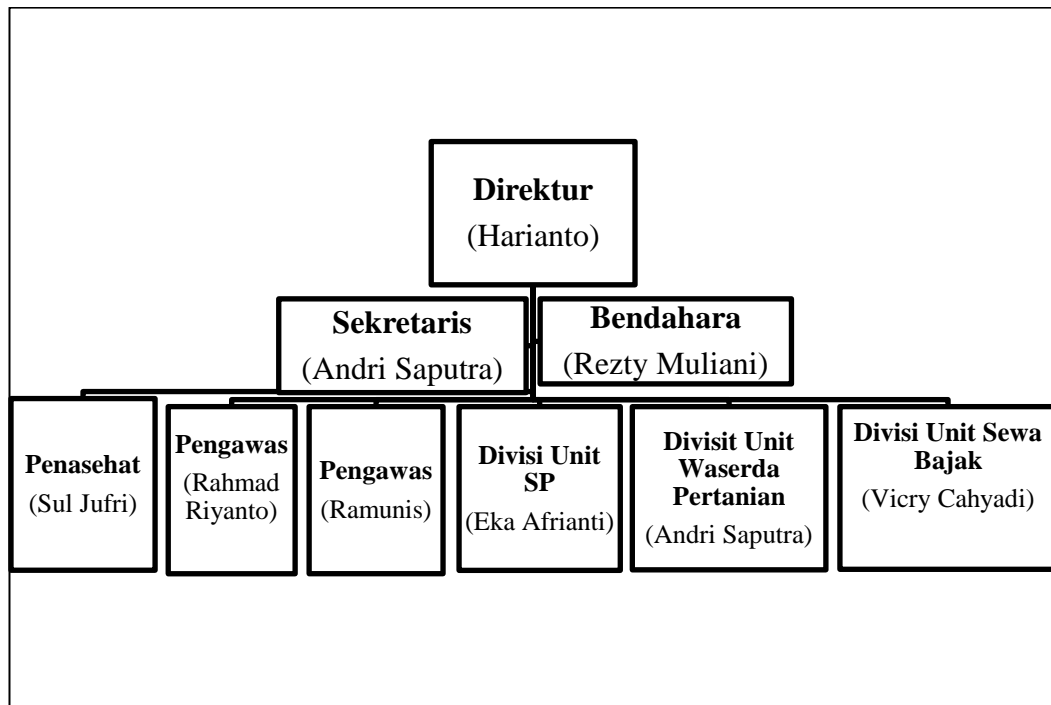 Direktur
(Harianto)
Sekretaris
(Andri Saputra)
Bendahara
(Rezty Muliani)
Penasehat
(Sul Jufri)
Pengawas
(Rahmad
Riyanto)
Pengawas
(Ramunis)
Divisi Unit
SP
(Eka Afrianti)
Divisit Unit
Waserda
Pertanian
(Andri Saputra)
Divisi Unit Sewa
Bajak
(Vicry Cahyadi)